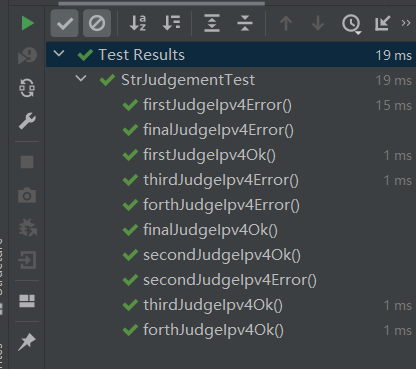 Test Results 19 ms
StrJudgementTest 19 ms
firstJudgeIpv4Error() 15 ms
finalJudgeIpv4Error()
firstJudgeIpv4Ok() 1 ms
thirdJudgeIpv4Error() 1 ms
forthJudgeIpv4Error()
finalJudgeIpv4Ok()
secondJudgeIpv4Ok()
secondJudgeIpv4Error()
thirdJudgeIpv4Ok() 1 ms
forthJudgeIpv4Ok() 1 ms